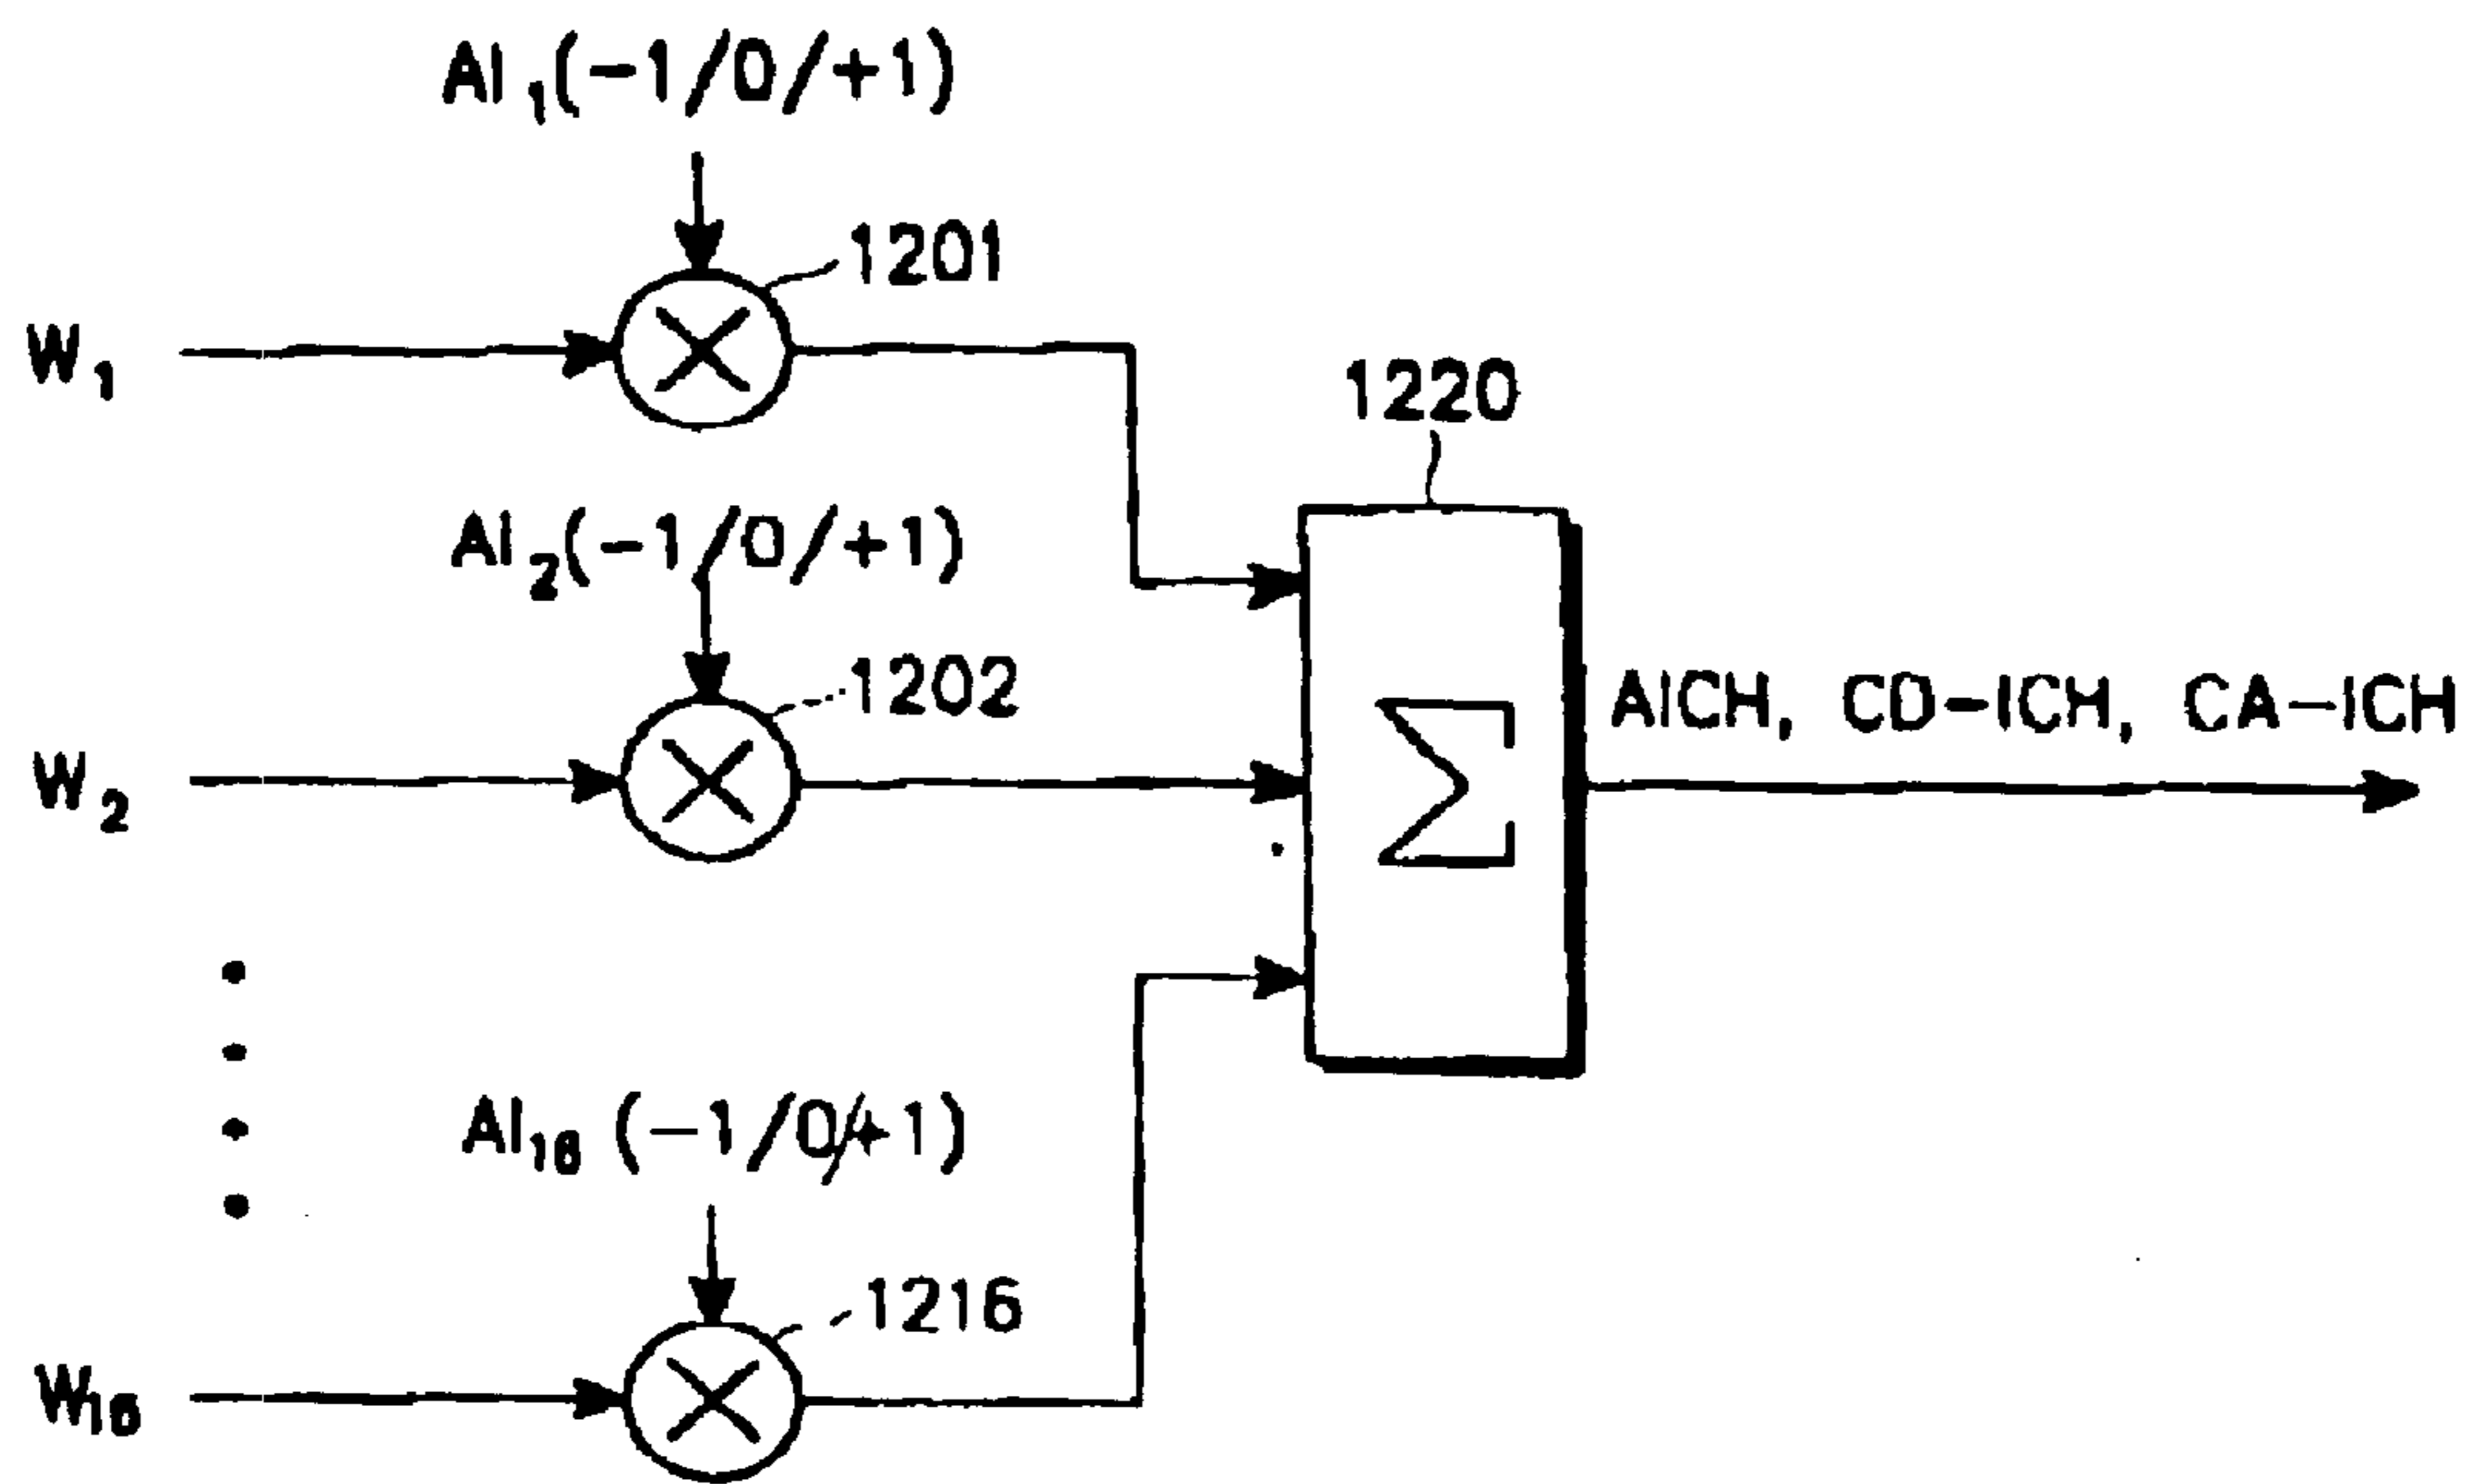 AI₁(-1/0/+1)
1201
W₁
1220
AI₂(-1/0/+1)
1202
W₂
Σ
AICH, CD-ICH, CA-ICH
AI₁₆ (-1/0/+1)
1216
W₁₆